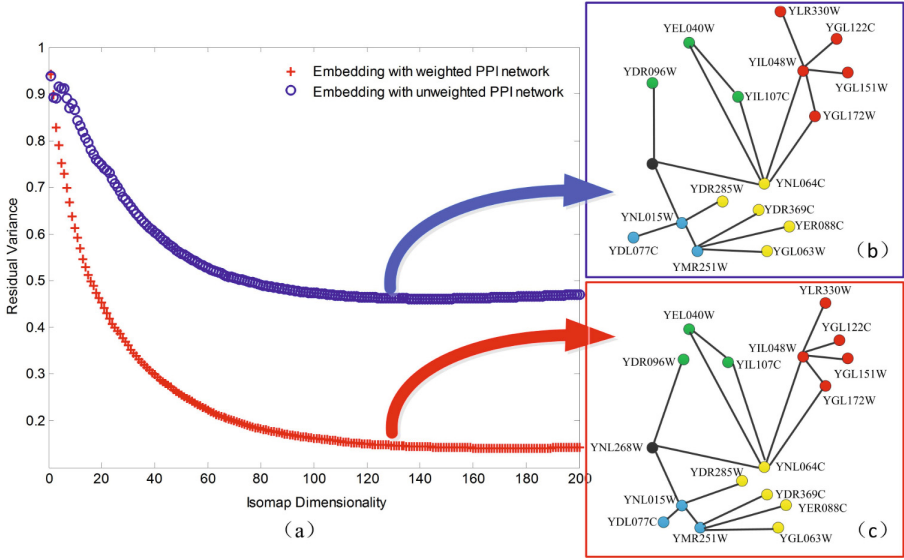 1
0.9
0.8
0.7
0.6
0.5
0.4
0.3
0.2
Residual Variance
Embedding with weighted PPI network
Embedding with unweighted PPI network
0 20 40 60 80 100 120 140 160 180 200
Isomap Dimensionality
(a)
YLR330W
YGL122C
YEL040W
YIL048W
YDR096W
YGL151W
YIL107C
YGL172W
YDR285W
YNL064C
YNL015W
YDR369C
YER088C
YDL077C
YGL063W
YMR251W
(b)
YLR330W
YEL040W
YGL122C
YIL048W
YDR096W
YIL107C
YGL151W
YGL172W
YNL268W
YNL064C
YDR285W
YNL015W
YDR369C
YER088C
YDL077C
YMR251W
YGL063W
(c)